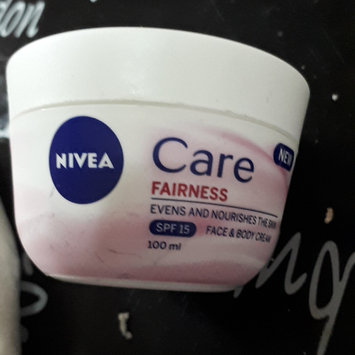 NIVEA
Care
NEW
FAIRNESS
EVENS AND NOURISHES THE SKIN
SPF 15
FACE & BODY CREAM
100 ml